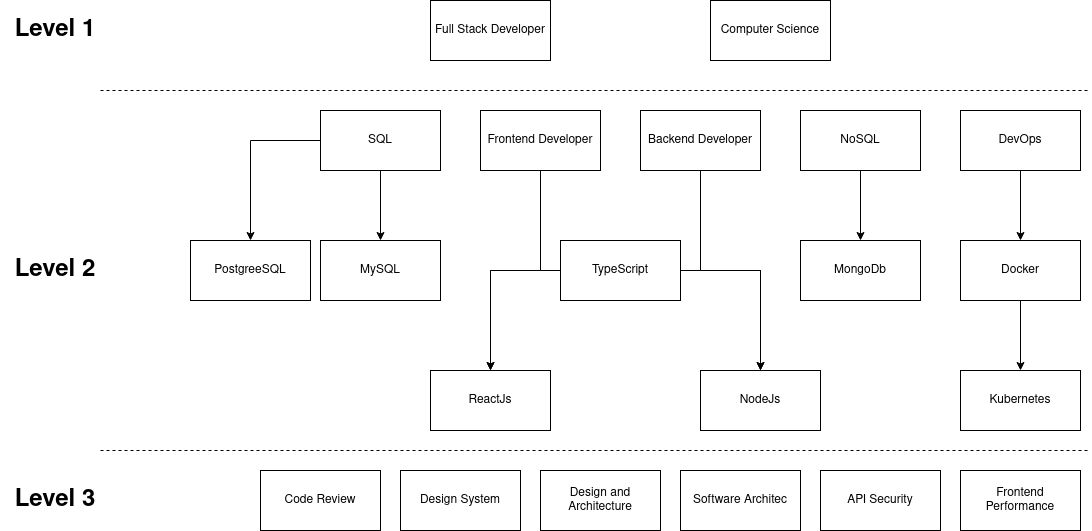 Level 1
Full Stack Developer
Computer Science
SQL
Frontend Developer
Backend Developer
NoSQL
DevOps
Level 2
PostgreeSQL
MySQL
TypeScript
MongoDb
Docker
ReactJs
NodeJs
Kubernetes
Level 3
Code Review
Design System
Design and
Architecture
Software Architec
API Security
Frontend
Performance